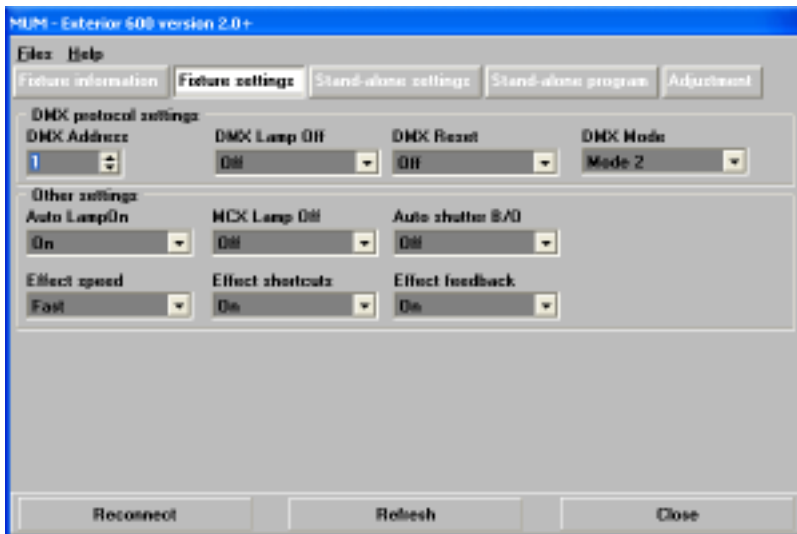 MUM - Exterior 600 version 2.0+
Files Help
Fixture information Fixture settings Stand-alone settings Stand-alone program Adjustment
DMX protocol settings
DMX Address DMX Lamp Off DMX Reset DMX Mode
1 Off Off Mode 2
Other settings
Auto LampOn MCX Lamp Off Auto shutter B/O
On Off Off
Effect speed Effect shortcuts Effect feedback
Fast On On
Reconnect Refresh Close